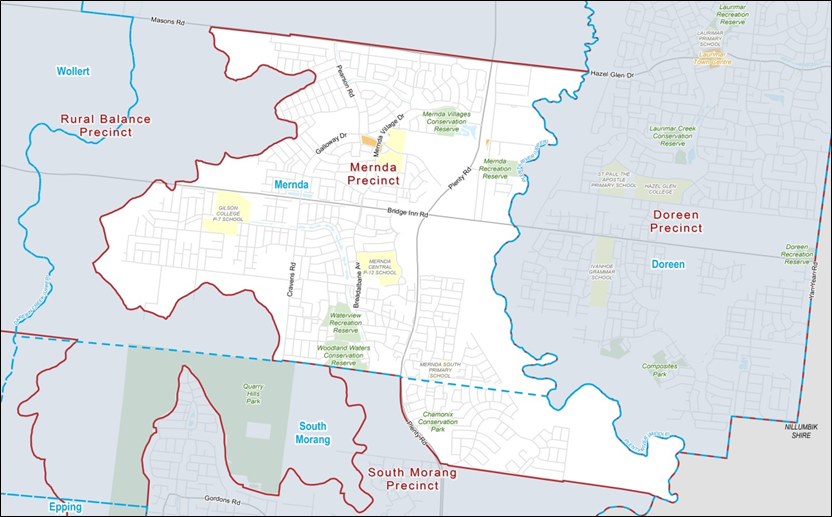 Masons Rd
Laurimar
Recreation
Reserve
LAURIMAR
PRIMARY
SCHOOL
Laurimar
Town Centre
Hazel Glen Dr
Wollert
Rural Balance
Precinct
Pearson Rd
Mernda Village Dr
Galloway Dr
Mernda Villages
Conservation
Reserve
Laurimar Creek
Conservation
Reserve
Mernda
Precinct
Mernda
Plenty Rd
Mernda
Recreation
Reserve
ST. PAUL THE
APOSTLE
PRIMARY SCHOOL
HAZEL GLEN
COLLEGE
GILSON
COLLEGE
P-7 SCHOOL
Bridge Inn Rd
Doreen
Precinct
Doreen
Doreen
Recreation
Reserve
Yan Yean Rd
MERNDA
CENTRAL
P-12 SCHOOL
IVANHOE
GRAMMAR
SCHOOL
Cravens Rd
Breadalbane Av
Waterview
Recreation
Reserve
Woodland Waters
Conservation
Reserve
MERNDA SOUTH
PRIMARY
SCHOOL
Composites
Park
Quarry
Hills
Park
Chamonix
Conservation
Park
South
Morang
Plenty Rd
NILLUMBIK
SHIRE
South Morang
Precinct
Gordons Rd
Epping